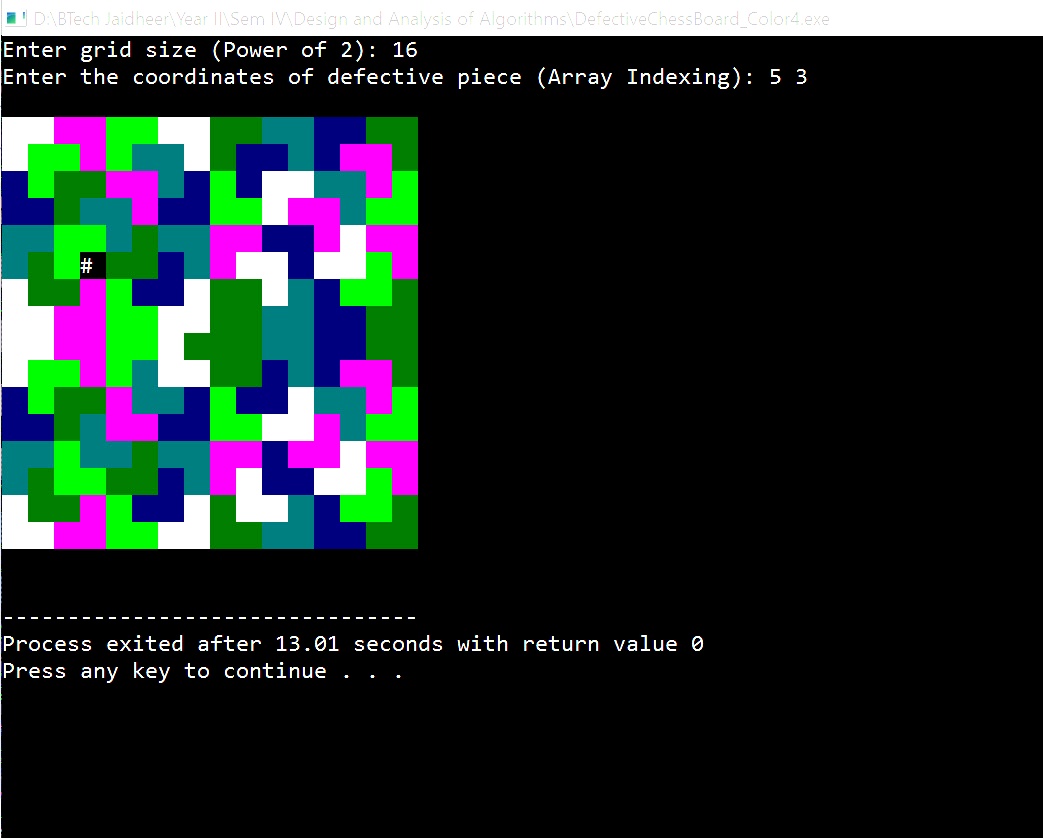 D:\BTech Jaidheer\Year II\Sem IV\Design and Analysis of Algorithms\DefectiveChessBoard_Color4.exe
Enter grid size (Power of 2): 16
Enter the coordinates of defective piece (Array Indexing): 5 3
#
--------------------------------
Process exited after 13.01 seconds with return value 0
Press any key to continue . . .